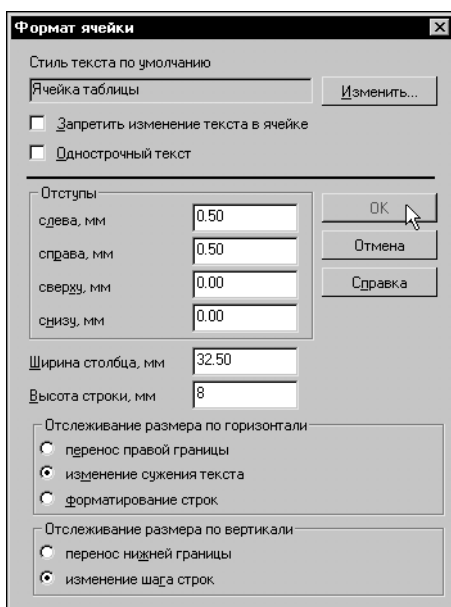 Формат ячейки
Стиль текста по умолчанию
Ячейка таблицы
Изменить...
Запретить изменение текста в ячейке
Однострочный текст
Отступы
слева, мм
0.50
справа, мм
0.50
сверху, мм
0.00
снизу, мм
0.00
OK
Отмена
Справка
Ширина столбца, мм
32.50
Высота строки, мм
8
Отслеживание размера по горизонтали
перенос правой границы
изменение сужения текста
форматирование строк
Отслеживание размера по вертикали
перенос нижней границы
изменение шага строк